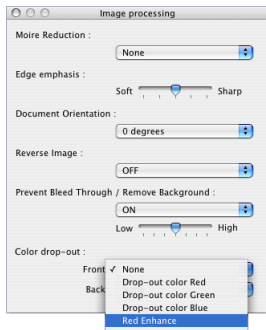 Image processing
Moire Reduction :
None
Edge emphasis :
Soft Sharp
Document Orientation :
0 degrees
Reverse Image :
OFF
Prevent Bleed Through / Remove Background :
ON
Low High
Color drop-out :
Front ✓ None
Drop-out color Red
Back Drop-out color Green
Drop-out color Blue
Red Enhance